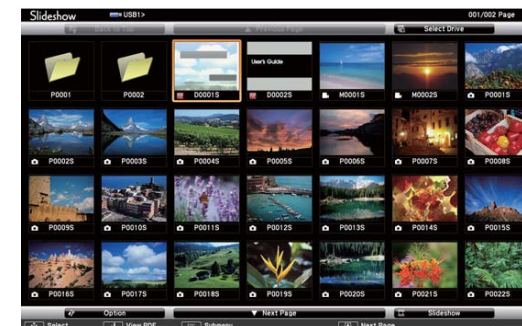 Slideshow USB1> 001/002 Page
Back to Top Previous Page Select Drive
User's Guide
P0001 P0002 D0001S D0002S M0001S M0002S P0001S
P0002S P0003S P0004S P0005S P0006S P0007S P0008S
P0009S P0010S P0011S P0012S P0013S P0014S P0015S
P0016S P0017S P0018S P0019S P0020S P0021S P0022S
Option Next Page Slideshow
Select View PDF Submenu Next Page